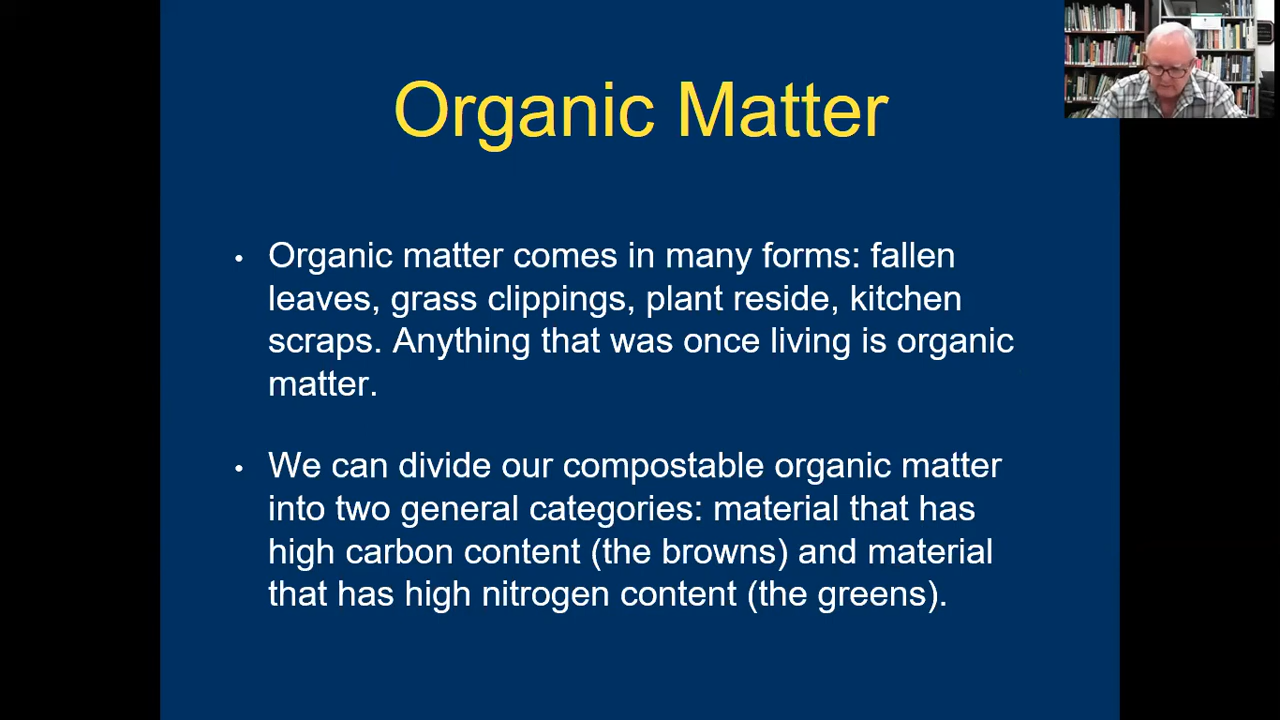 Organic Matter
• Organic matter comes in many forms: fallen
leaves, grass clippings, plant reside, kitchen
scraps. Anything that was once living is organic
matter.
• We can divide our compostable organic matter
into two general categories: material that has
high carbon content (the browns) and material
that has high nitrogen content (the greens).